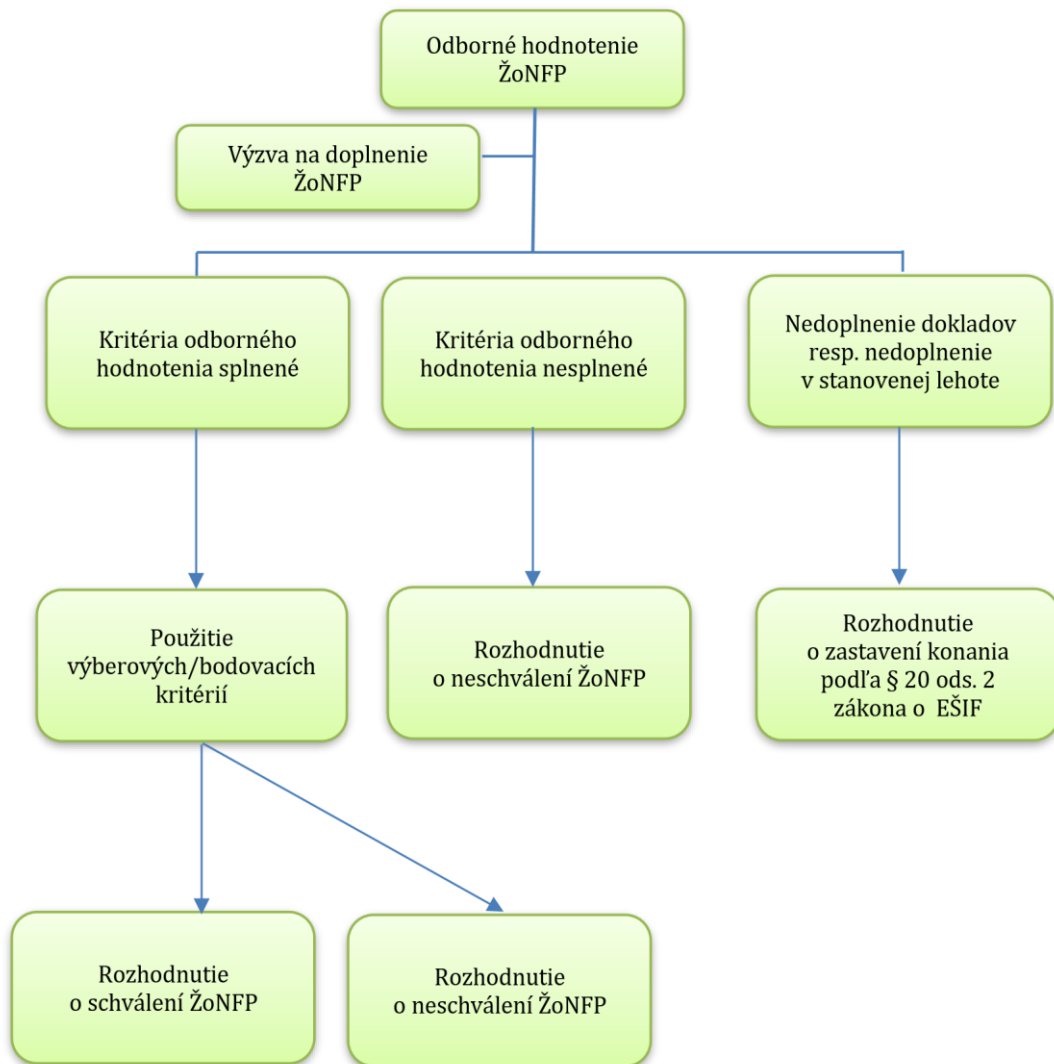 Odborné hodnotenie
ŽoNFP
Výzva na doplnenie
ŽoNFP
Kritéria odborného
hodnotenia splnené
Kritéria odborného
hodnotenia nesplnené
Nedoplnenie dokladov
resp. nedoplnenie
v stanovenej lehote
Použitie
výberových/bodovacích
kritérií
Rozhodnutie
o neschválení ŽoNFP
Rozhodnutie
o zastavení konania
podľa § 20 ods. 2
zákona o EŠIF
Rozhodnutie
o schválení ŽoNFP
Rozhodnutie
o neschválení ŽoNFP